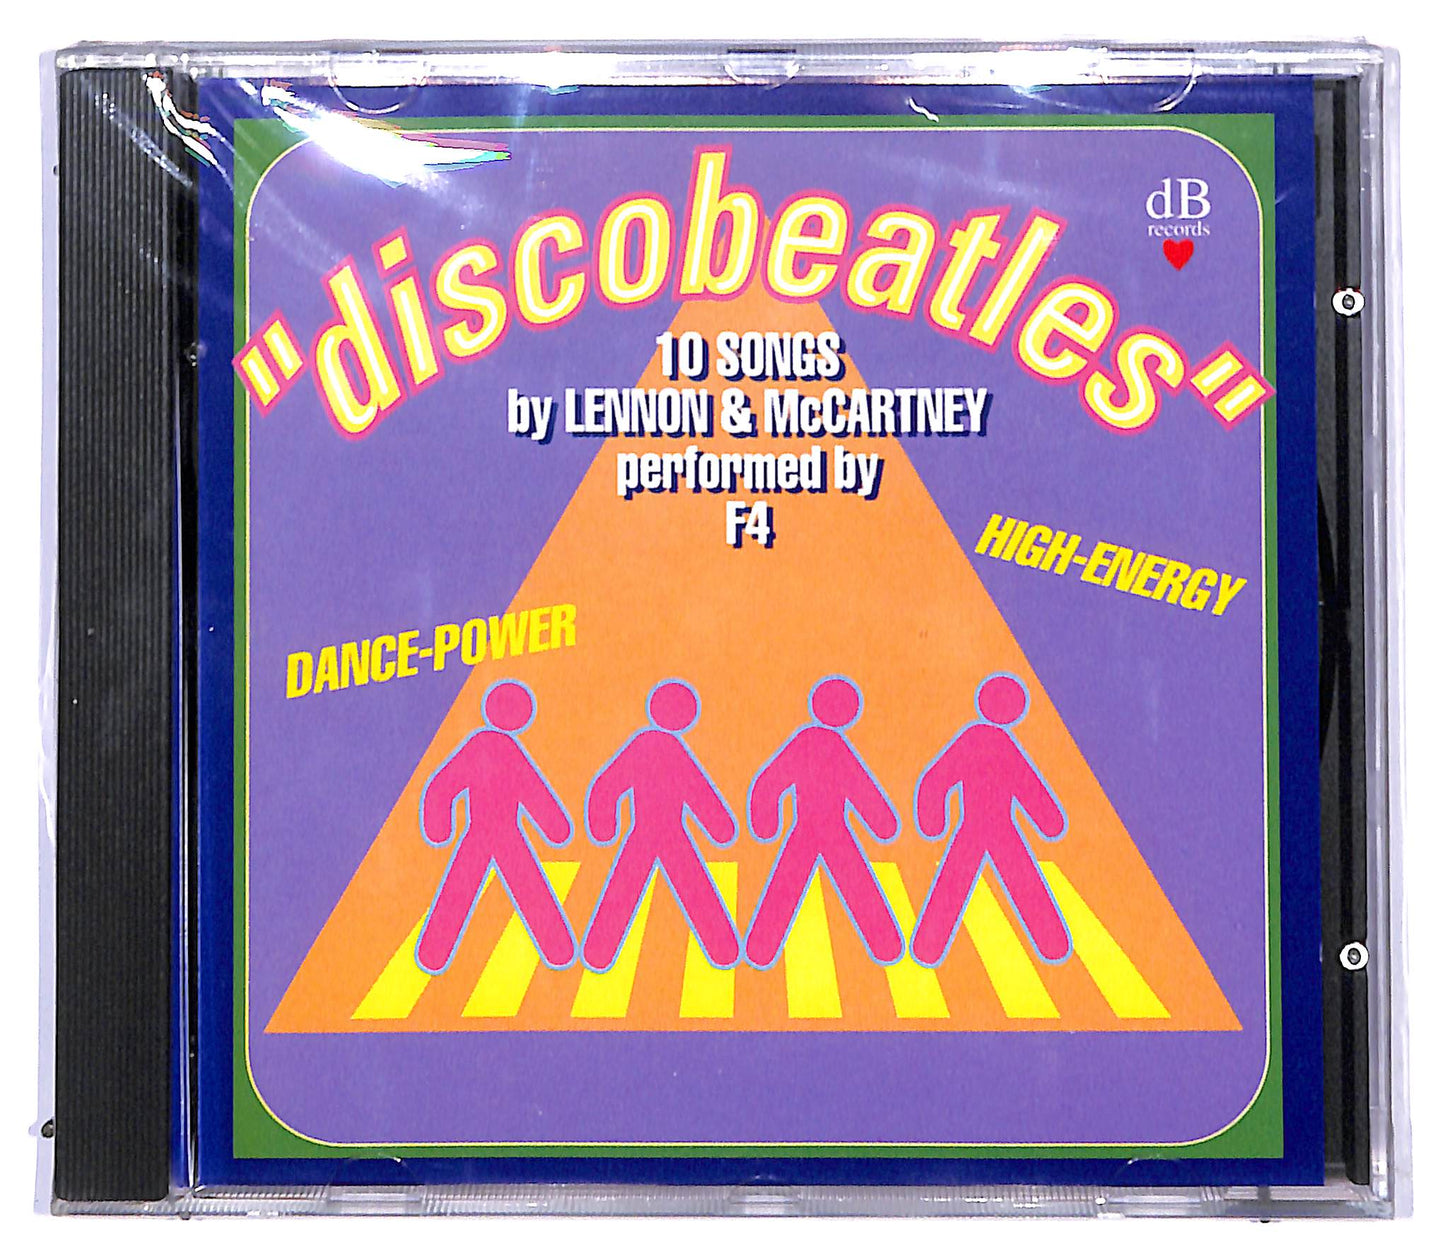 "discobeatles"
dB
records
10 SONGS
by LENNON & McCARTNEY
performed by
F4
HIGH-ENERGY
DANCE-POWER